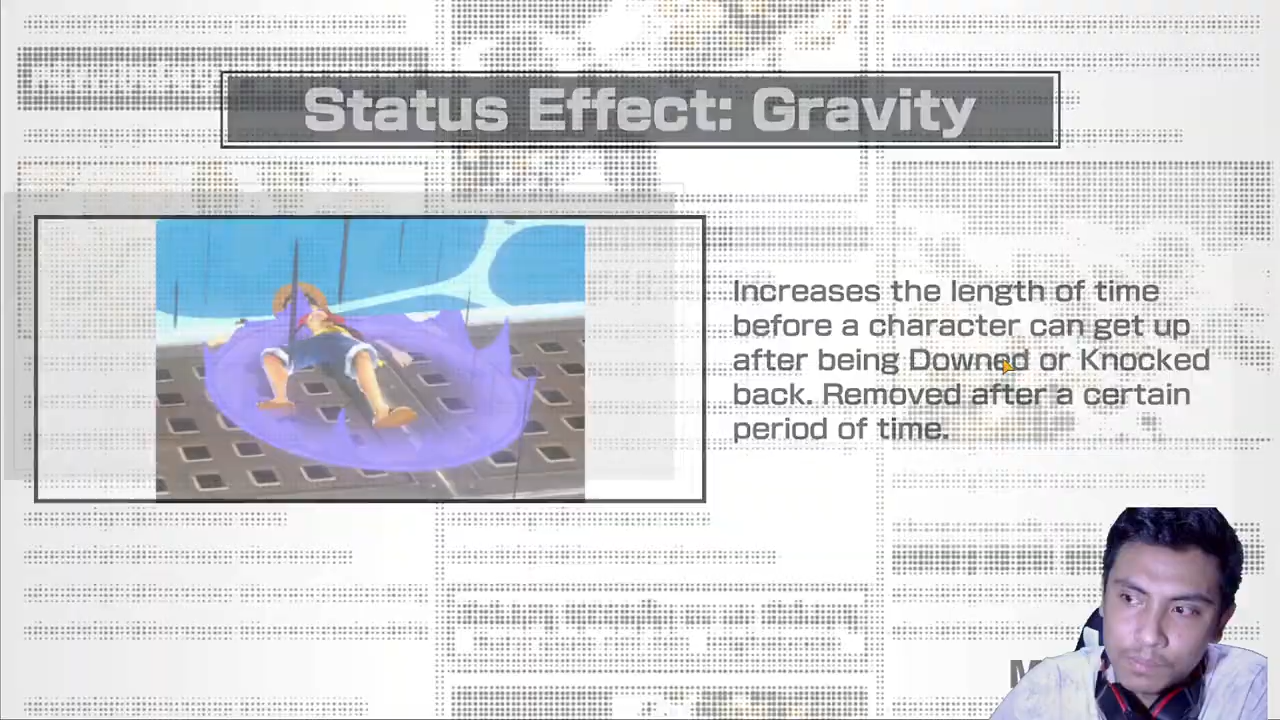 Status Effect: Gravity
Increases the length of time
before a character can get up
after being Downed or Knocked
back. Removed after a certain
period of time.
M